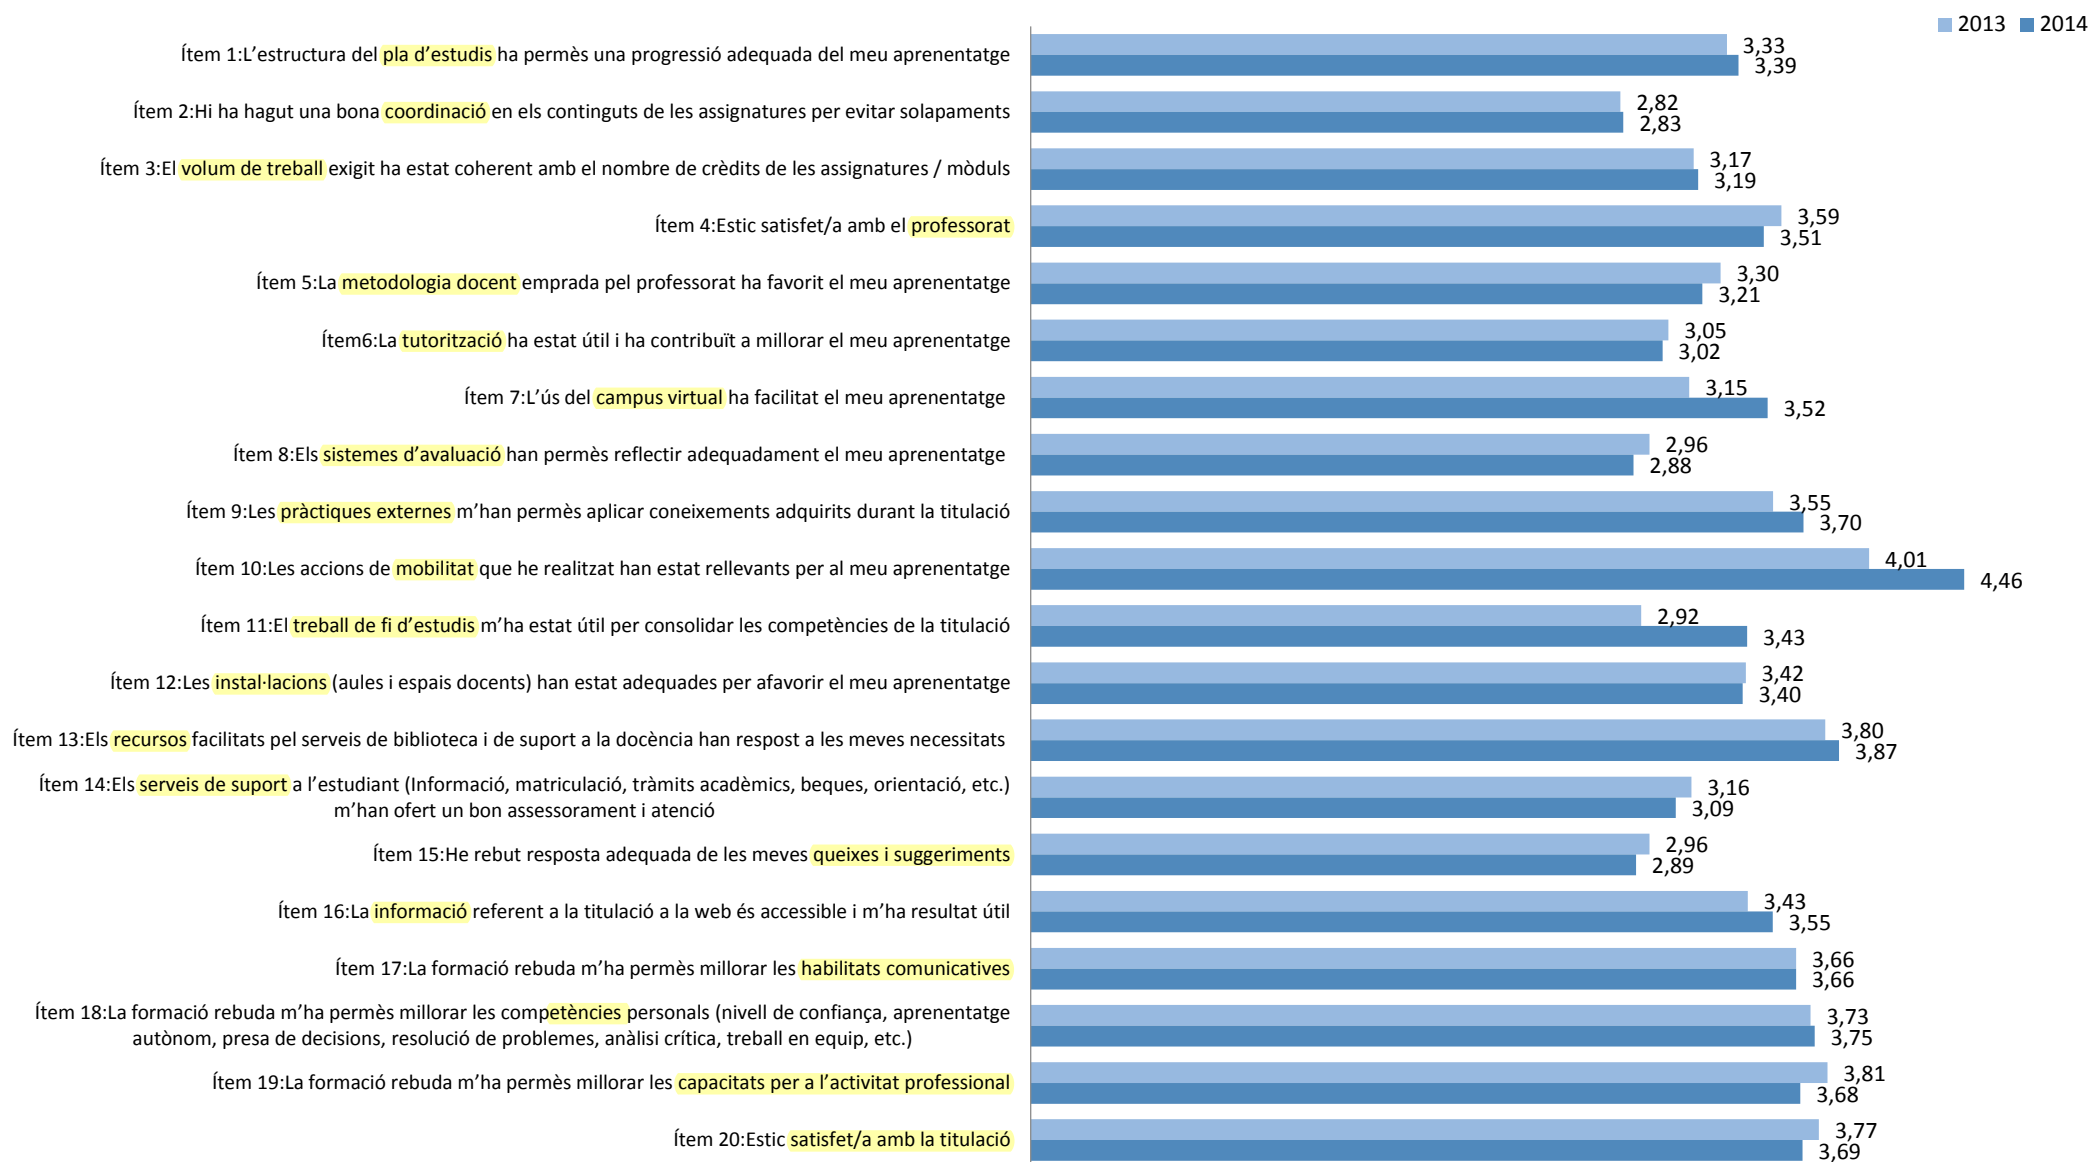 2013 2014
Ítem 1:L'estructura del pla d'estudis ha permès una progressió adequada del meu aprenentatge
3,33
3,39
Ítem 2:Hi ha hagut una bona coordinació en els continguts de les assignatures per evitar solapaments
2,82
2,83
Ítem 3:El volum de treball exigit ha estat coherent amb el nombre de crèdits de les assignatures / mòduls
3,17
3,19
Ítem 4:Estic satisfet/a amb el professorat
3,59
3,51
Ítem 5:La metodologia docent emprada pel professorat ha favorit el meu aprenentatge
3,30
3,21
Ítem6:La tutorització ha estat útil i ha contribuït a millorar el meu aprenentatge
3,05
3,02
Ítem 7:L'ús del campus virtual ha facilitat el meu aprenentatge
3,15
3,52
Ítem 8:Els sistemes d'avaluació han permès reflectir adequadament el meu aprenentatge
2,96
2,88
Ítem 9:Les pràctiques externes m'han permès aplicar coneixements adquirits durant la titulació
3,55
3,70
Ítem 10:Les accions de mobilitat que he realitzat han estat rellevants per al meu aprenentatge
4,01
4,46
Ítem 11:El treball de fi d'estudis m'ha estat útil per consolidar les competències de la titulació
2,92
3,43
Ítem 12:Les instal·lacions (aules i espais docents) han estat adequades per afavorir el meu aprenentatge
3,42
3,40
Ítem 13:Els recursos facilitats pel serveis de biblioteca i de suport a la docència han respost a les meves necessitats
3,80
3,87
Ítem 14:Els serveis de suport a l'estudiant (Informació, matriculació, tràmits acadèmics, beques, orientació, etc.)
m'han ofert un bon assessorament i atenció
3,16
3,09
Ítem 15:He rebut resposta adequada de les meves queixes i suggeriments
2,96
2,89
Ítem 16:La informació referent a la titulació a la web és accessible i m'ha resultat útil
3,43
3,55
Ítem 17:La formació rebuda m'ha permès millorar les habilitats comunicatives
3,66
3,66
Ítem 18:La formació rebuda m'ha permès millorar les competències personals (nivell de confiança, aprenentatge
autònom, presa de decisions, resolució de problemes, anàlisi crítica, treball en equip, etc.)
3,73
3,75
Ítem 19:La formació rebuda m'ha permès millorar les capacitats per a l'activitat professional
3,81
3,68
Ítem 20:Estic satisfet/a amb la titulació
3,77
3,69